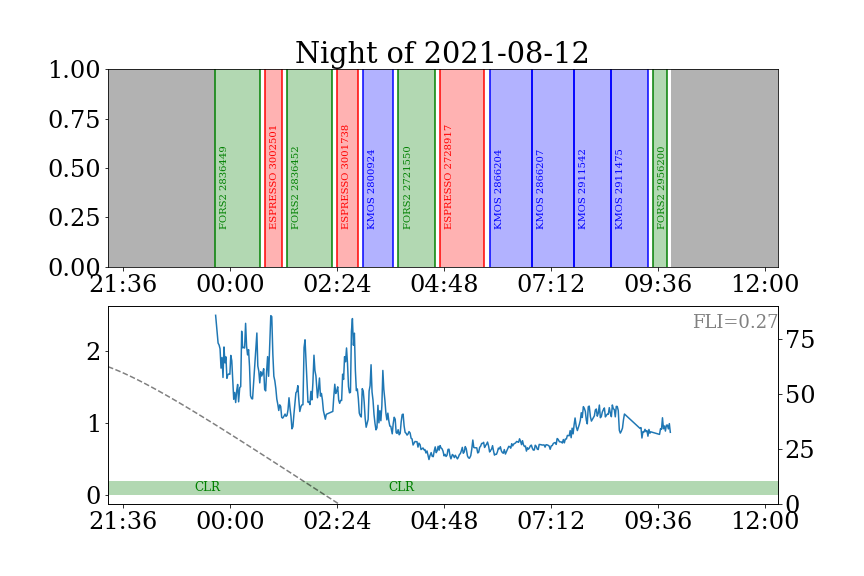 Night of 2021-08-12
1.00
0.75
0.50
0.25
0.00
FORS2 2836449
ESPRESSO 3002501
FORS2 2836452
ESPRESSO 3001738
KMOS 2800924
FORS2 2721550
ESPRESSO 2728917
KMOS 2866204
KMOS 2866207
KMOS 2911542
KMOS 2911475
FORS2 2956200
21:36 00:00 02:24 04:48 07:12 09:36 12:00
FLI=0.27
2
1
0
75
50
25
0
CLR CLR
21:36 00:00 02:24 04:48 07:12 09:36 12:00